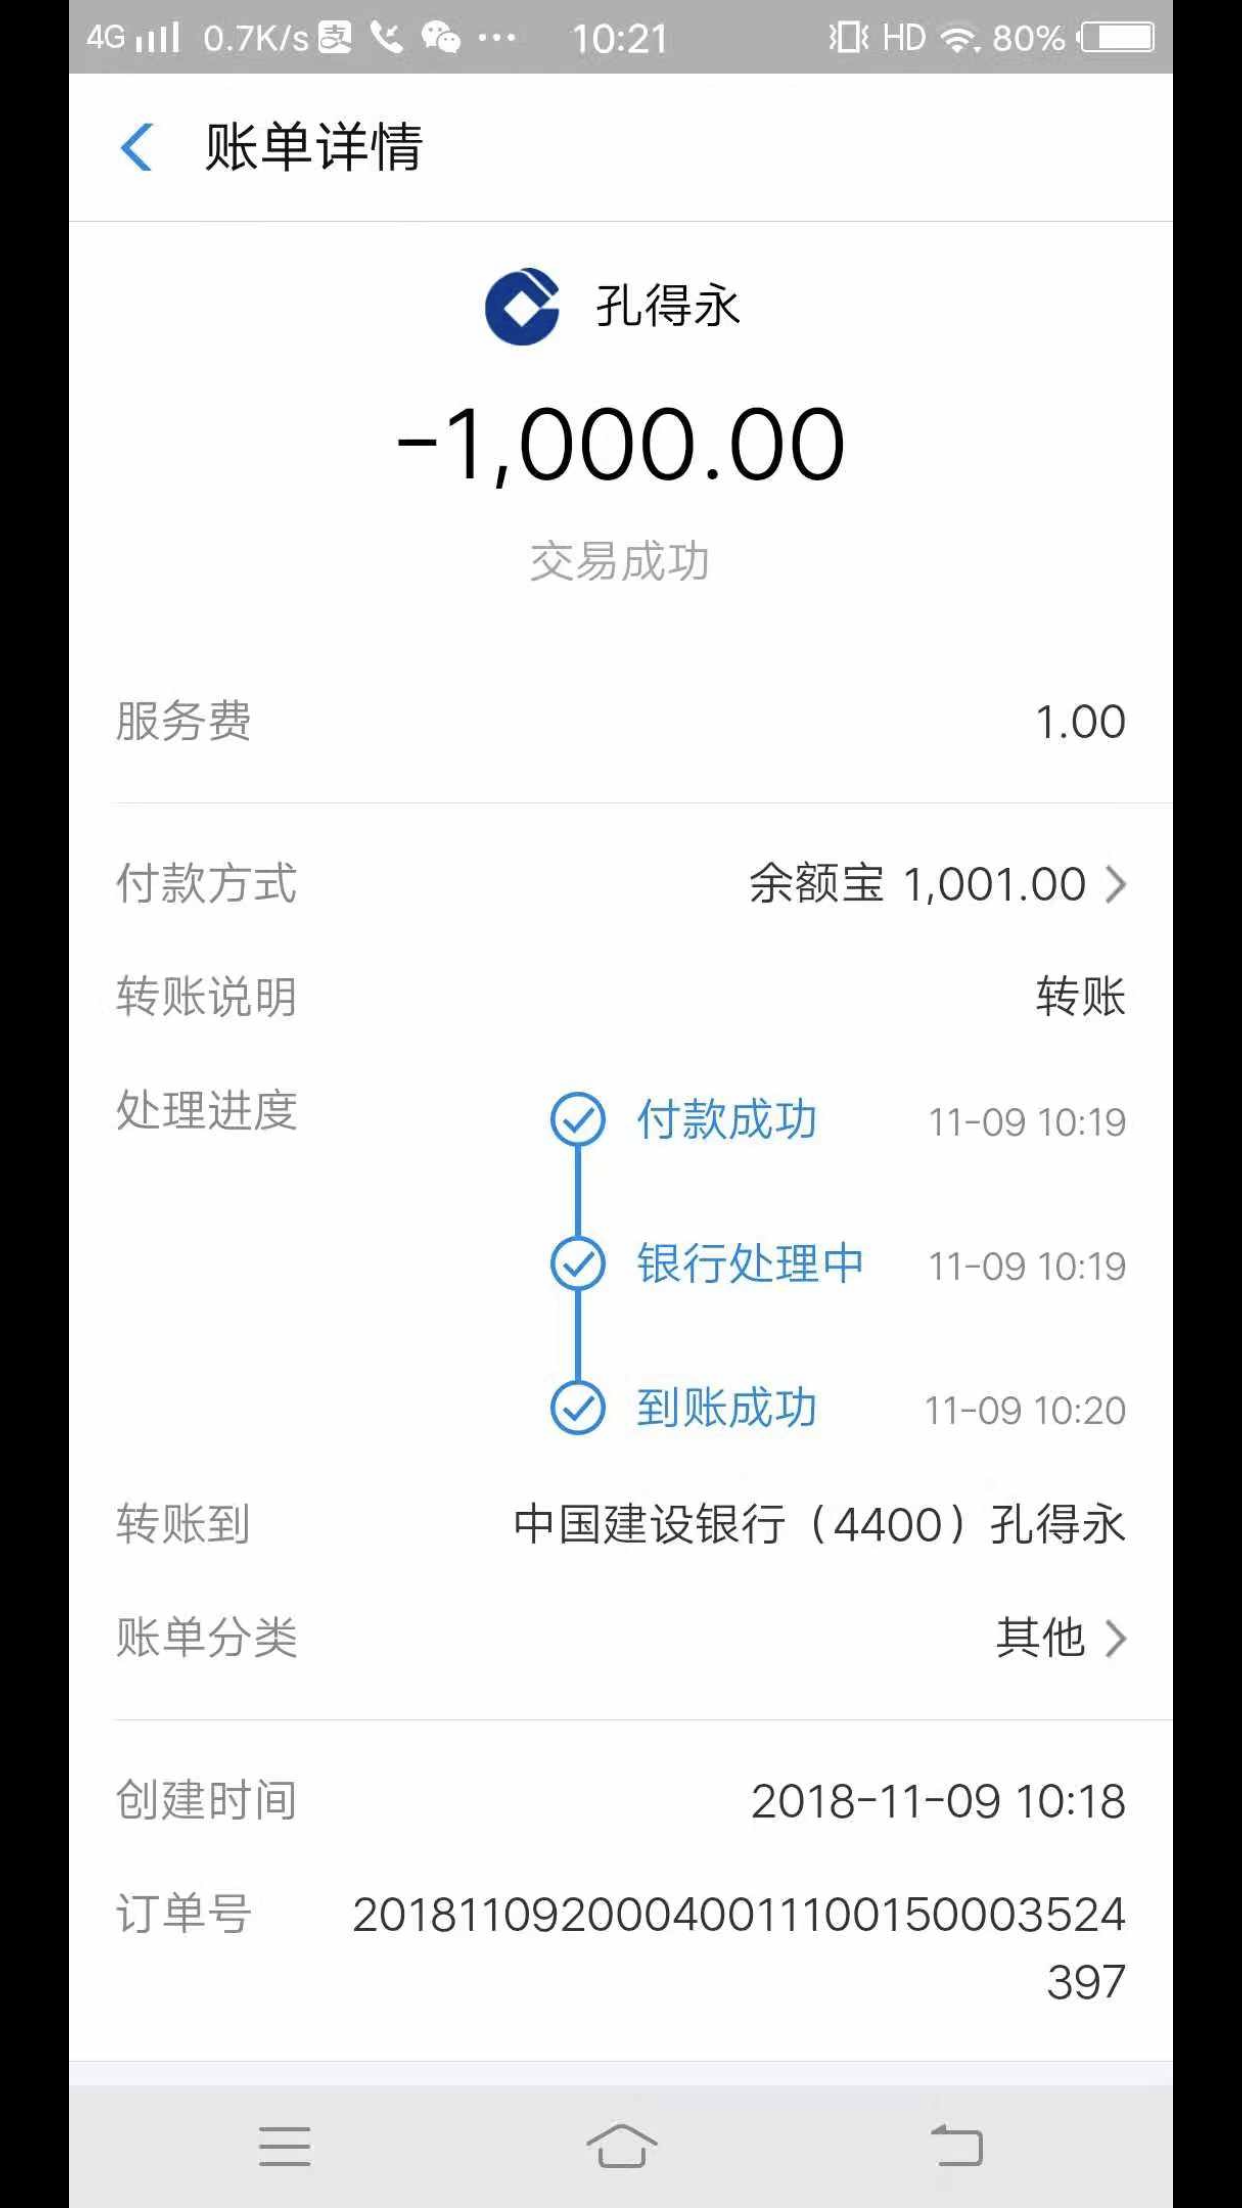 4G 0.7K/s 支 ... 10:21 HD 80%
账单详情
孔得永
-1,000.00
交易成功
服务费 1.00
付款方式 余额宝 1,001.00
转账说明 转账
处理进度 付款成功 11-09 10:19
银行处理中 11-09 10:19
到账成功 11-09 10:20
转账到 中国建设银行（4400）孔得永
账单分类 其他
创建时间 2018-11-09 10:18
订单号 20181109200040011100150003524
397